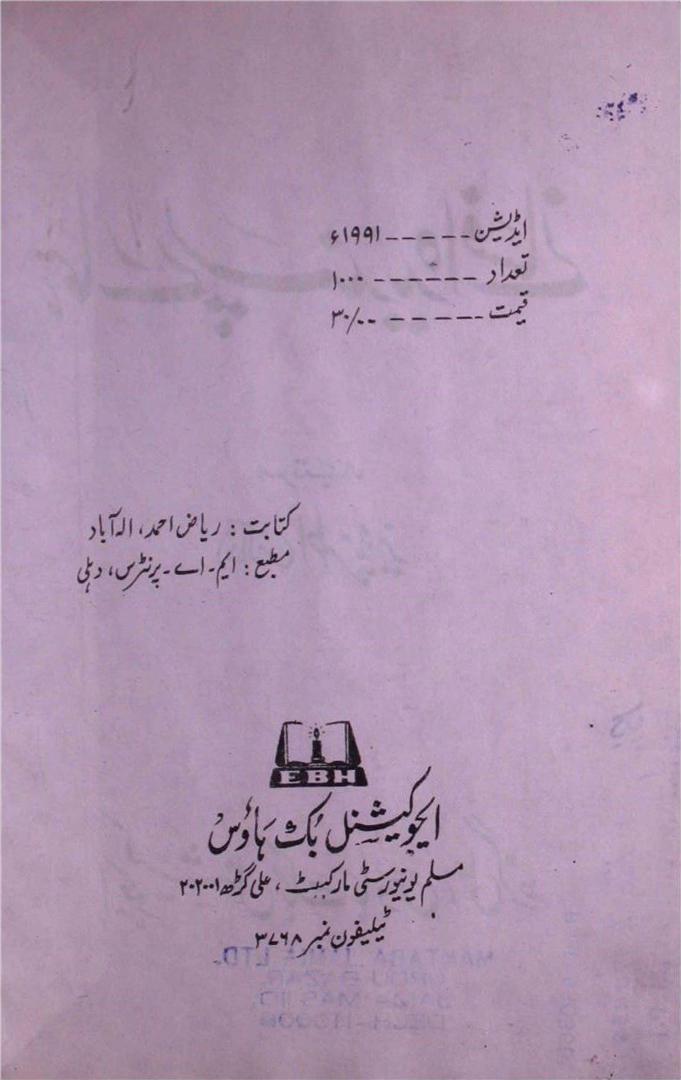 ایڈیشن ----- ۱۹۹۱ء
تعداد ------ ۱۰۰۰
قیمت ----- ۳۰/۰۰
کتابت : ریاض احمد، الہ آباد
مطبع : ایم-اے-پرنٹرس، دہلی
EBH
ایجوکیشنل بک ہاؤس
مسلم یونیورسٹی مارکیٹ، علی گڑھ ۲۰۲۰۰۱
ٹیلیفون نمبر ۳۷۶۸